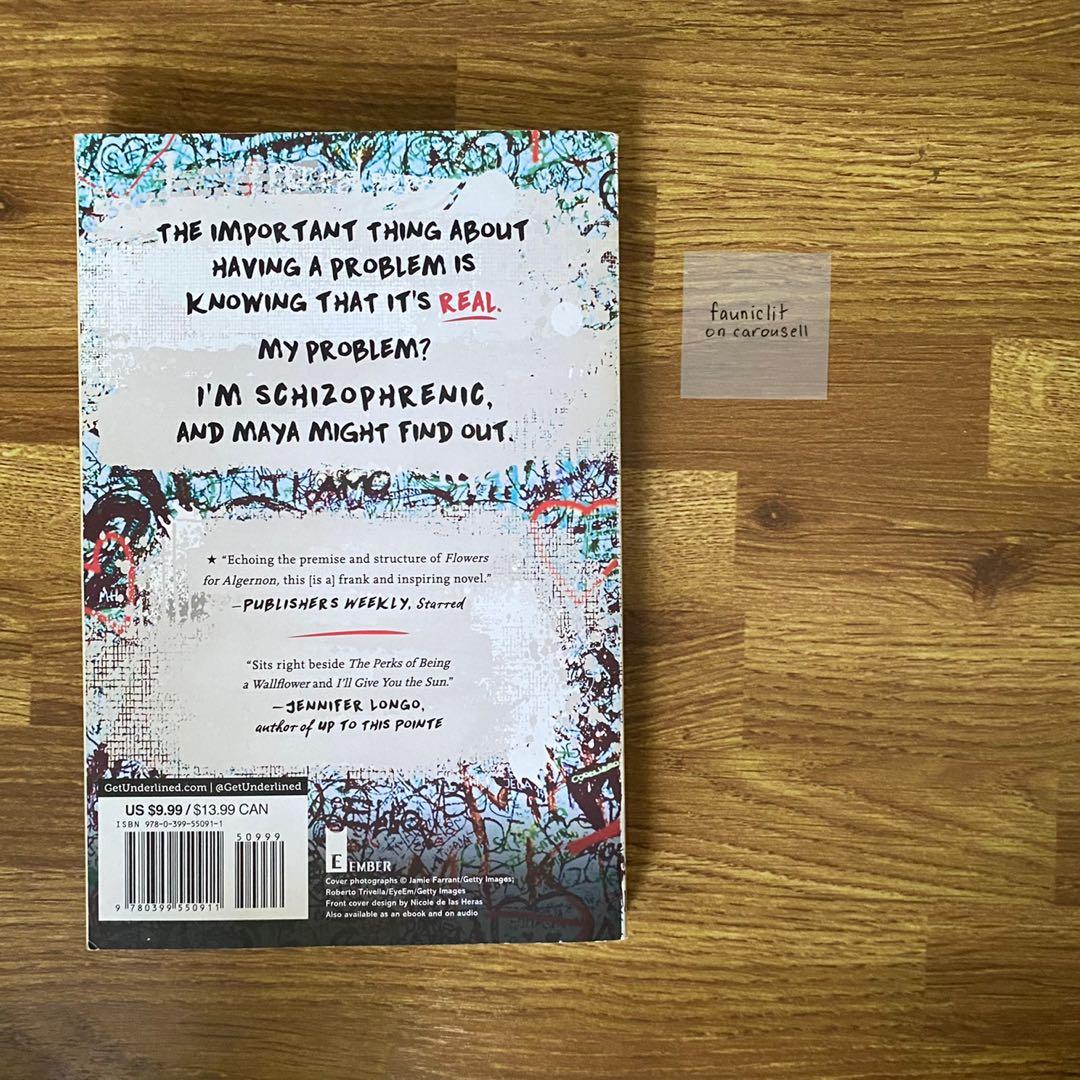 THE IMPORTANT THING ABOUT
HAVING A PROBLEM IS
KNOWING THAT IT'S REAL.
MY PROBLEM?
I'M SCHIZOPHRENIC,
AND MAYA MIGHT FIND OUT.
TI AMO
★ “Echoing the premise and structure of Flowers
for Algernon, this [is a] frank and inspiring novel.”
—PUBLISHERS WEEKLY, Starred
“Sits right beside The Perks of Being
a Wallflower and I'll Give You the Sun.”
—JENNIFER LONGO,
author of UP TO THIS POINTE
GetUnderlined.com | @GetUnderlined
US $9.99 / $13.99 CAN
ISBN 978-0-399-55091-1
50999
9 780399 550911
E EMBER
Cover photographs © Jamie Farrant/Getty Images;
Roberto Trivella/EyeEm/Getty Images
Front cover design by Nicole de las Heras
Also available as an ebook and on audio
fauniclit
on carousell